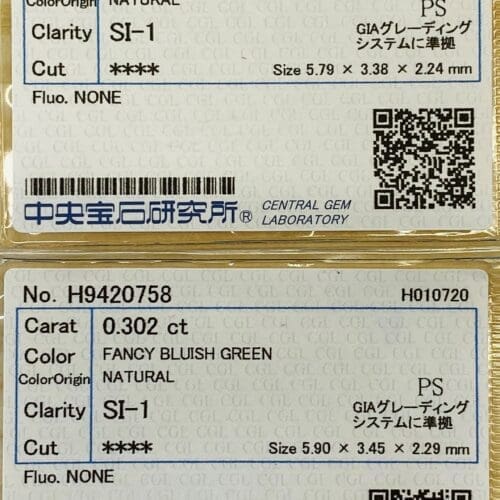 ColorOrigin NATURAL
PS
Clarity SI-1
GIAグレーディング
システムに準拠
Cut ****
Size 5.79 × 3.38 × 2.24 mm
Fluo. NONE
中央宝石研究所® CENTRAL GEM
LABORATORY
No. H9420758 H010720
Carat 0.302 ct
Color FANCY BLUISH GREEN
ColorOrigin NATURAL
PS
Clarity SI-1
GIAグレーディング
システムに準拠
Cut ****
Size 5.90 × 3.45 × 2.29 mm
Fluo. NONE